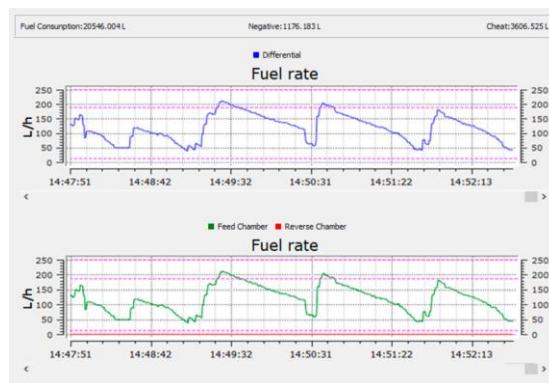 Fuel Consunption:20546.004 L Negative:1176.183 L Cheat:3606.525 L
Differential
Fuel rate
250 250
200 200
150 150
100 100
50 50
0 0
L/h
14:47:51 14:48:42 14:49:32 14:50:31 14:51:22 14:52:13
Feed Chamber Reverse Chamber
Fuel rate
250 250
200 200
150 150
100 100
50 50
0 0
L/h
14:47:51 14:48:42 14:49:32 14:50:31 14:51:22 14:52:13